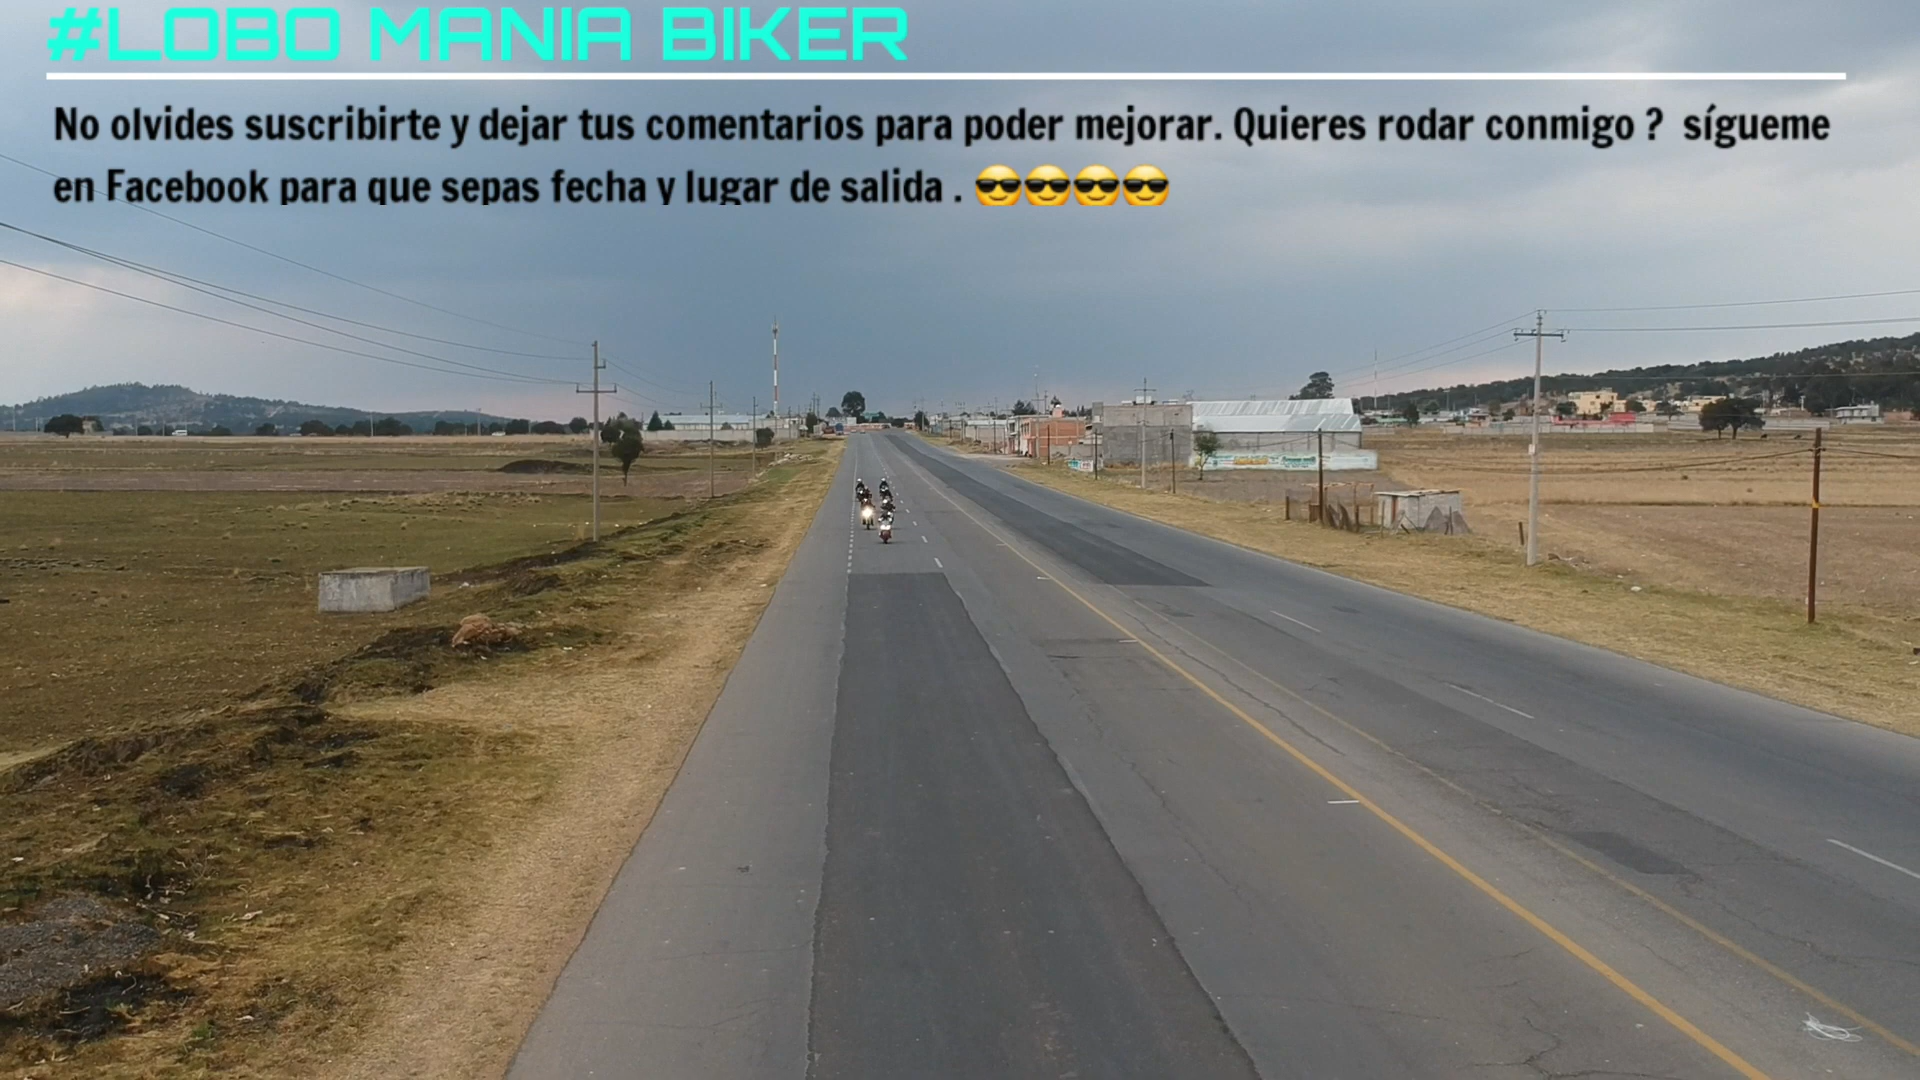 #LOBO MANIA BIKER
No olvides suscribirte y dejar tus comentarios para poder mejorar. Quieres rodar conmigo ? sígueme
en Facebook para que sepas fecha y lugar de salida . 😎😎😎😎